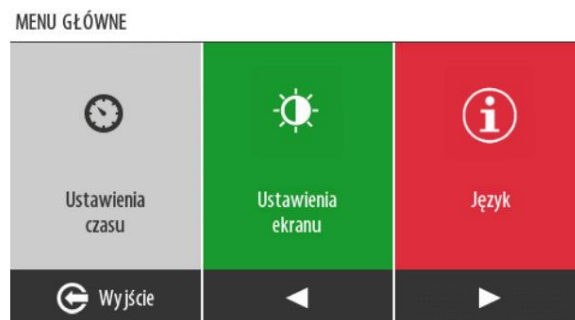 MENU GŁÓWNE
Ustawienia
czasu
Ustawienia
ekranu
Język
Wyjście